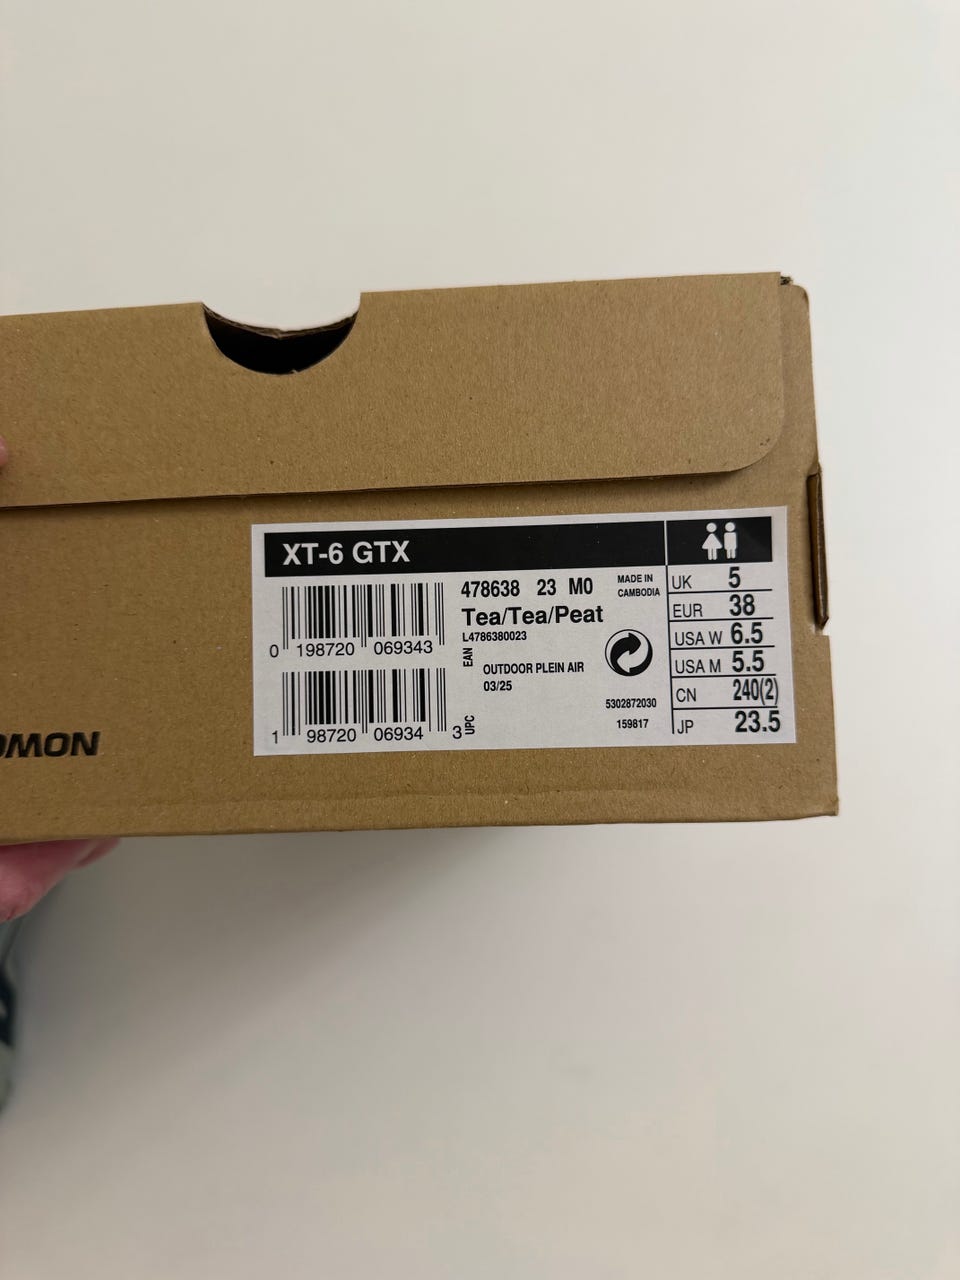 XT-6 GTX
478638 23 M0
MADE IN
CAMBODIA
Tea/Tea/Peat
L4786380023
0 198720 069343
EAN
OUTDOOR PLEIN AIR
03/25
5302872030
159817
1 98720 06934 3
UPC
UK 5
EUR 38
USA W 6.5
USA M 5.5
CN 240(2)
JP 23.5
OMON